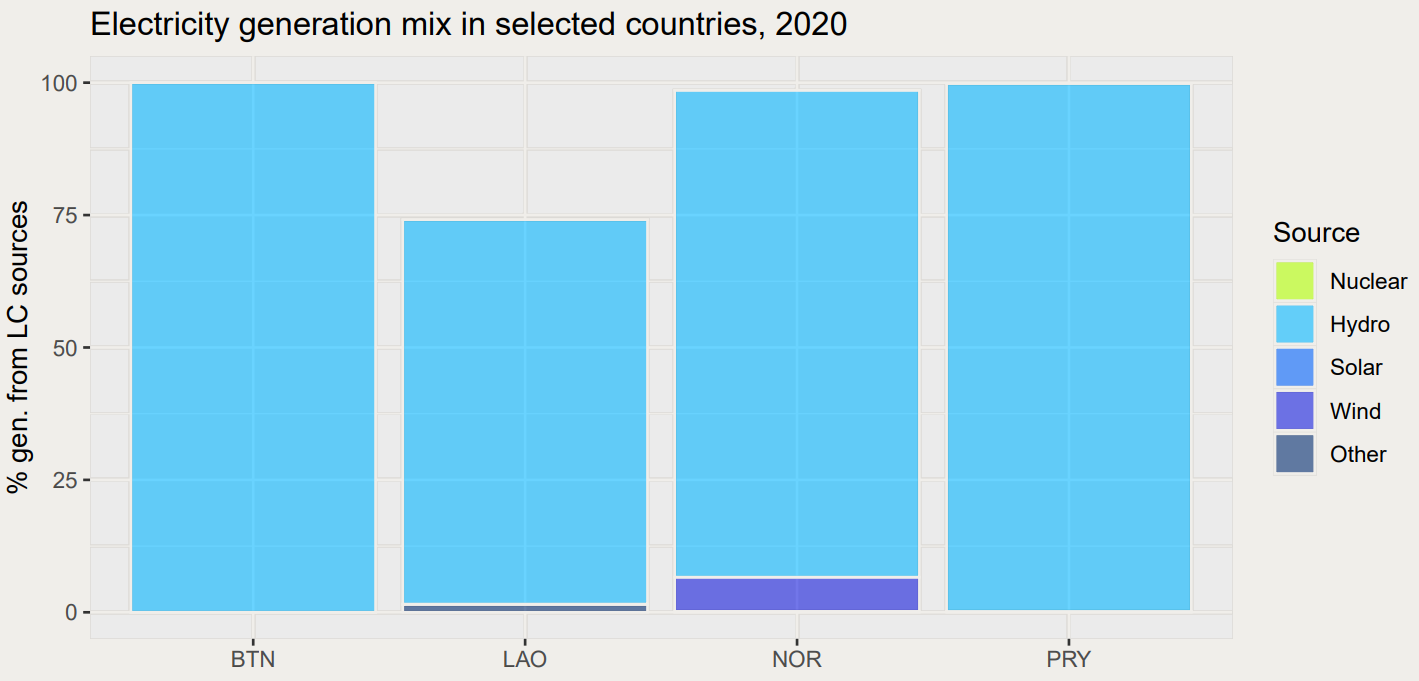 Electricity generation mix in selected countries, 2020
% gen. from LC sources
100
75
50
25
0
BTN
LAO
NOR
PRY
Source
Nuclear
Hydro
Solar
Wind
Other